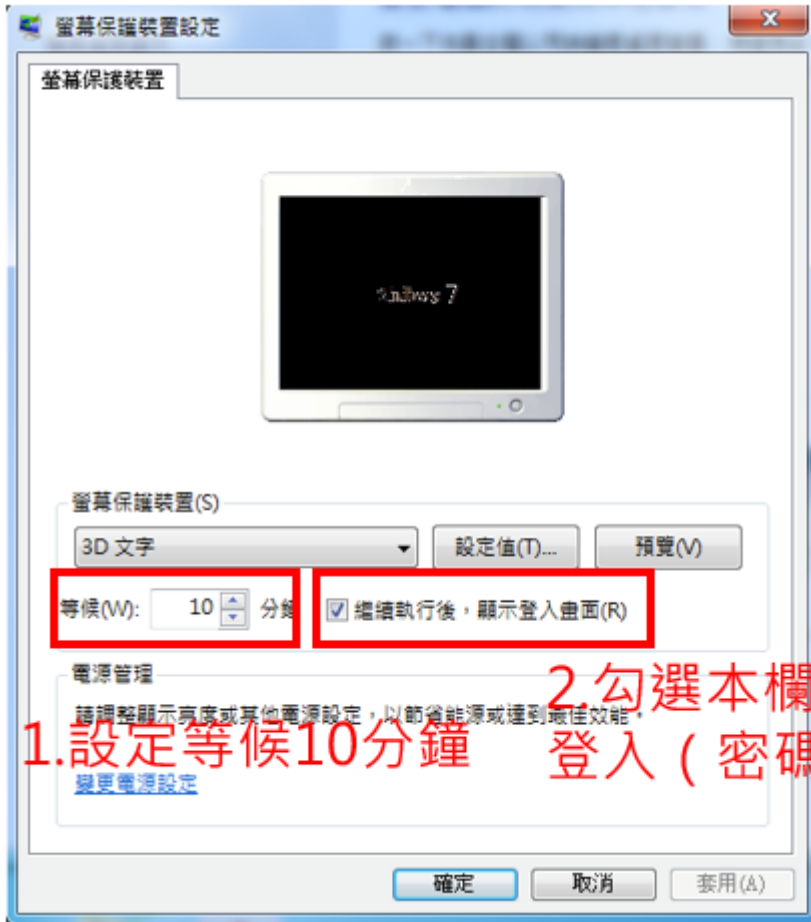 螢幕保護裝置設定
螢幕保護裝置
Windows 7
螢幕保護裝置(S)
3D 文字
設定值(T)...
預覽(V)
等候(W): 10 分鐘
繼續執行後，顯示登入畫面(R)
電源管理
請調整顯示亮度或其他電源設定，以節省能源或達到最佳效能。
2.勾選本欄
登入（密碼
1.設定等候10分鐘
變更電源設定
確定
取消
套用(A)